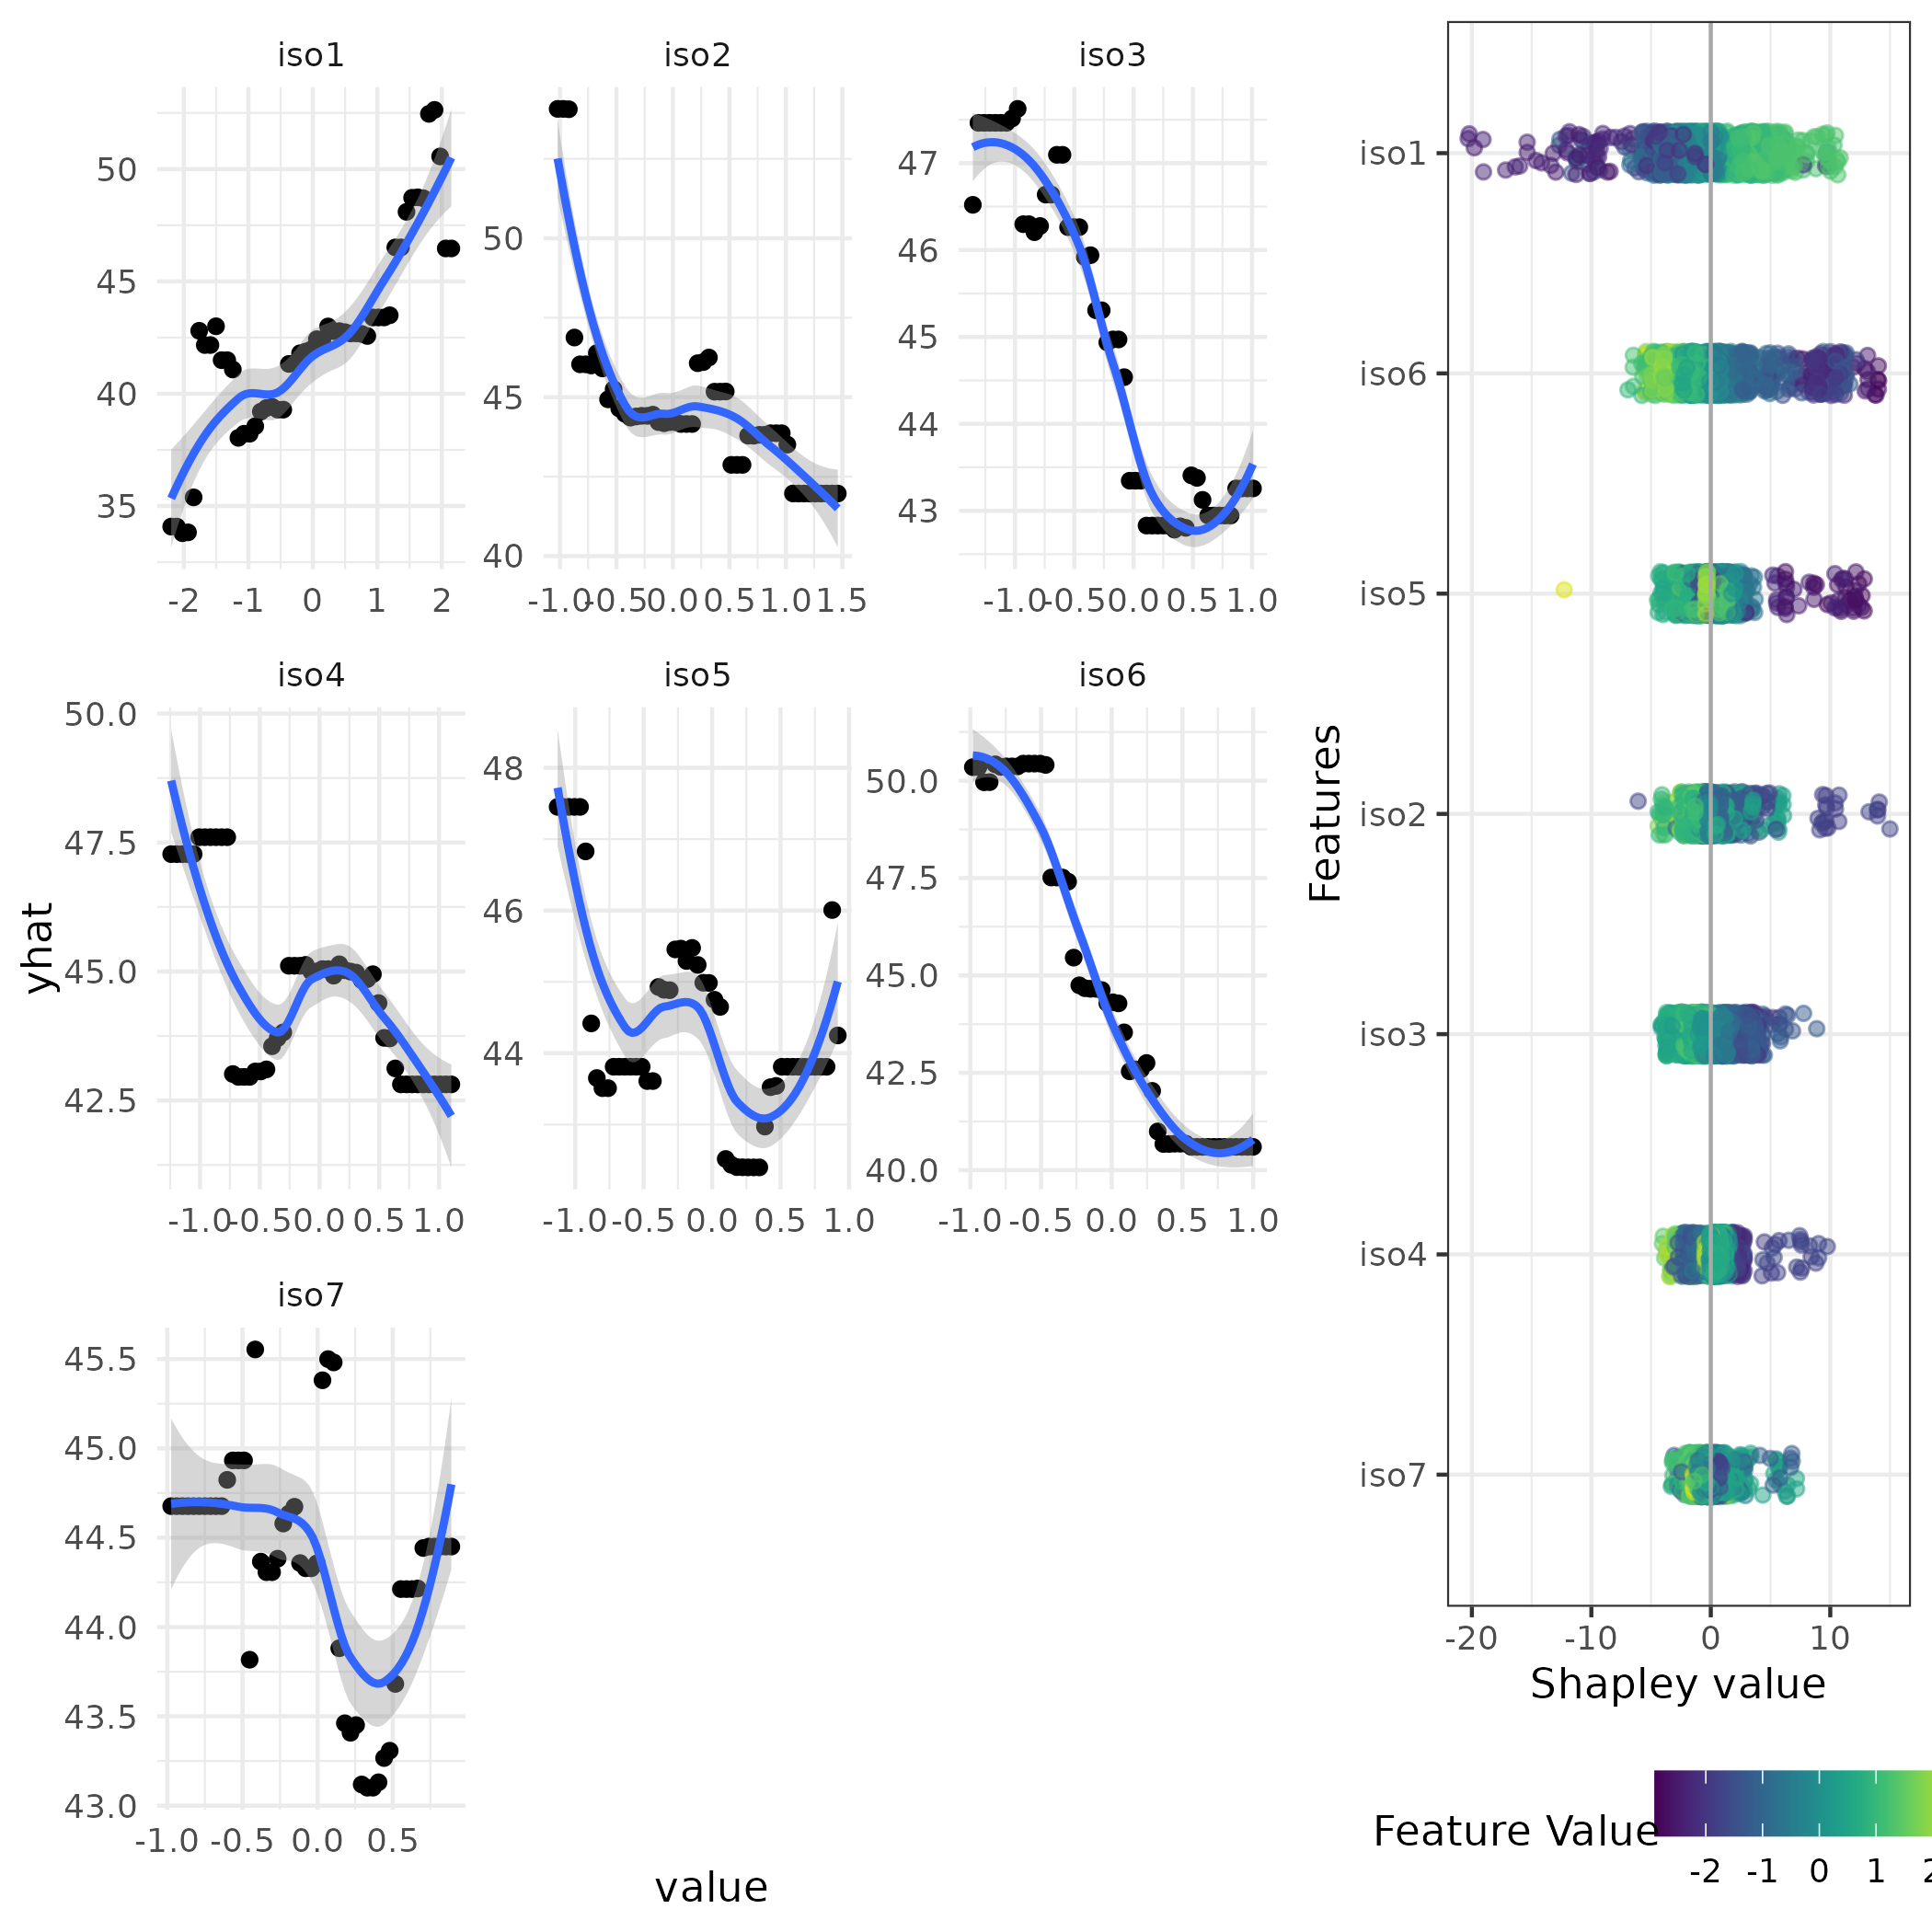 iso1 iso2 iso3
50
45
40
35
50
45
40
47
46
45
44
43
-2 -1 0 1 2
-1.0 -0.5 0.0 0.5 1.0 1.5
-1.0 -0.5 0.0 0.5 1.0
iso4 iso5 iso6
yhat
50.0
47.5
45.0
42.5
48
46
44
50.0
47.5
45.0
42.5
40.0
-1.0 -0.5 0.0 0.5 1.0
-1.0 -0.5 0.0 0.5 1.0
-1.0 -0.5 0.0 0.5 1.0
iso7
45.5
45.0
44.5
44.0
43.5
43.0
-1.0 -0.5 0.0 0.5
value
Features
iso1
iso6
iso5
iso2
iso3
iso4
iso7
-20 -10 0 10
Shapley value
Feature Value
-2 -1 0 1 2